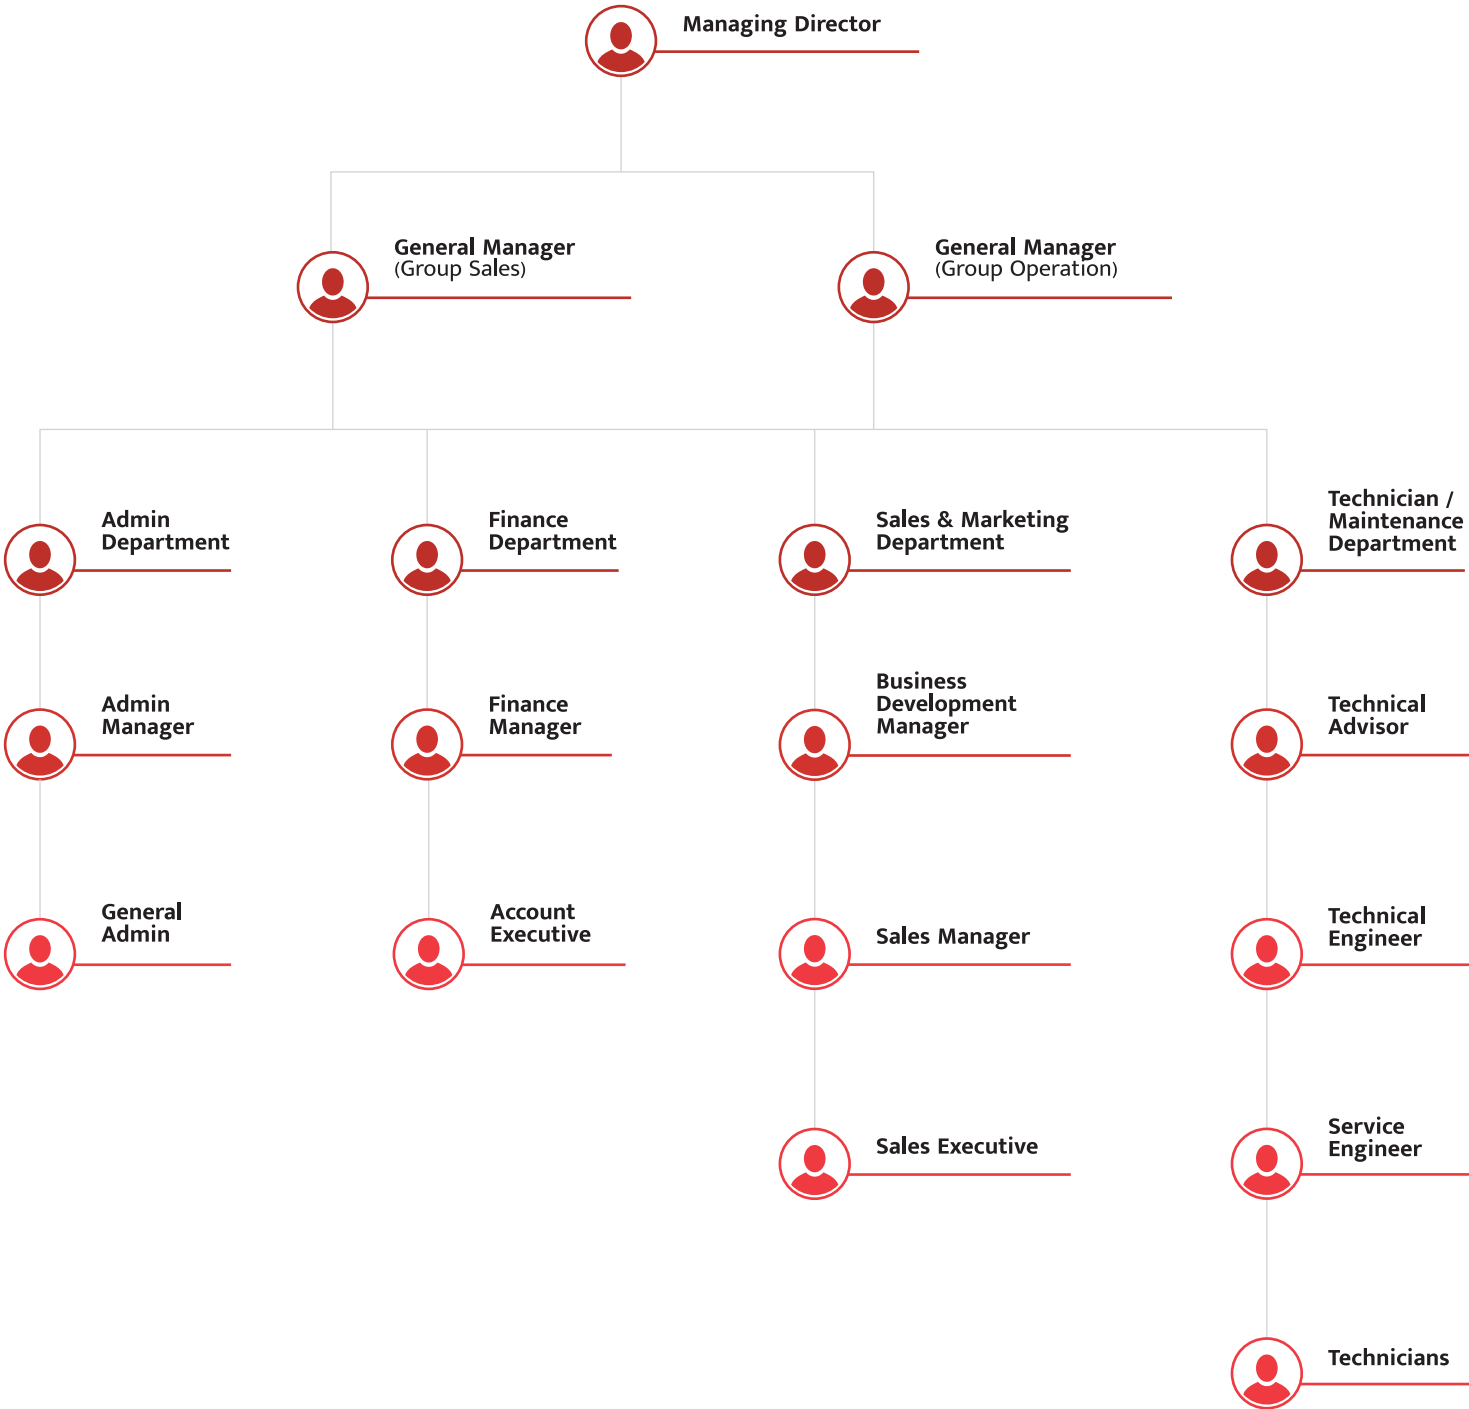 Managing Director
General Manager
(Group Sales)
General Manager
(Group Operation)
Admin
Department
Finance
Department
Sales & Marketing
Department
Technician /
Maintenance
Department
Admin
Manager
Finance
Manager
Business
Development
Manager
Technical
Advisor
General
Admin
Account
Executive
Sales Manager
Technical
Engineer
Sales Executive
Service
Engineer
Technicians